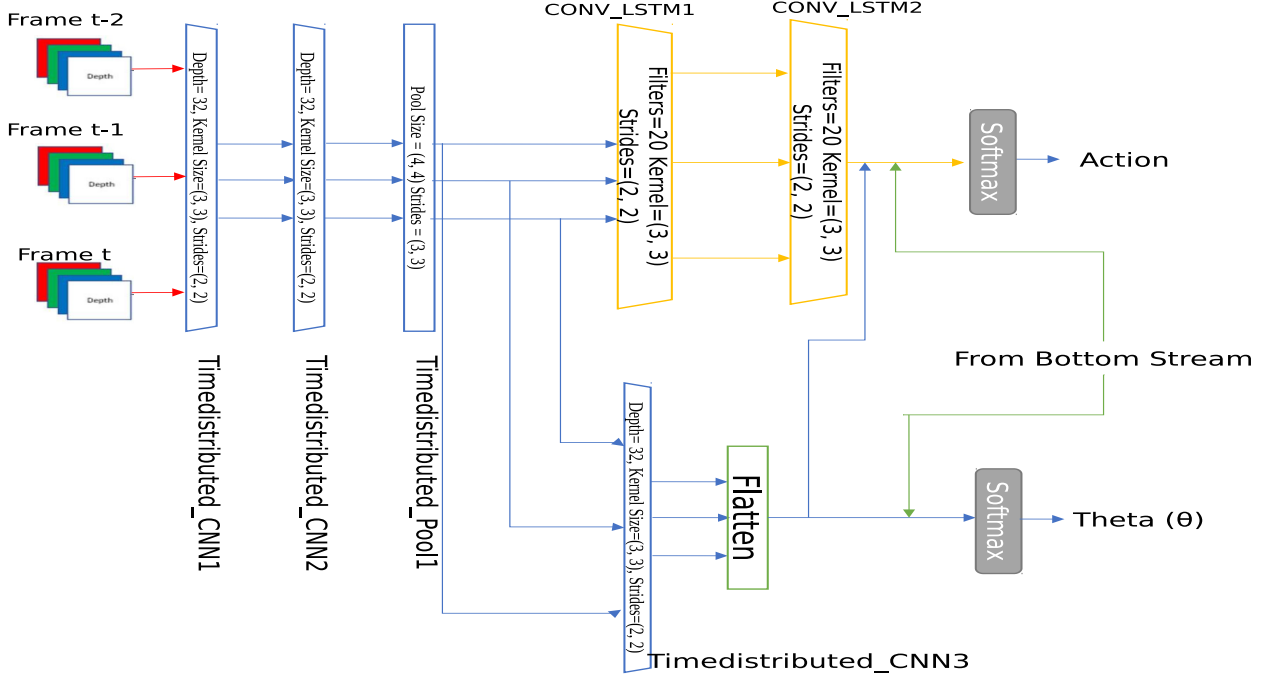 Frame t-2
Depth
Frame t-1
Depth
Frame t
Depth
Depth= 32, Kernel Size=(3, 3), Strides=(2, 2)
Timedistributed_CNN1
Depth= 32, Kernel Size=(3, 3), Strides=(2, 2)
Timedistributed_CNN2
Pool Size = (4, 4) Strides = (3, 3)
Timedistributed_Pool1
CONV_LSTM1
Filters=20 Kernel=(3, 3)
Strides=(2, 2)
CONV_LSTM2
Filters=20 Kernel=(3, 3)
Strides=(2, 2)
Softmax
Action
From Bottom Stream
Depth= 32, Kernel Size=(3, 3), Strides=(2, 2)
Timedistributed_CNN3
Flatten
Softmax
Theta (θ)